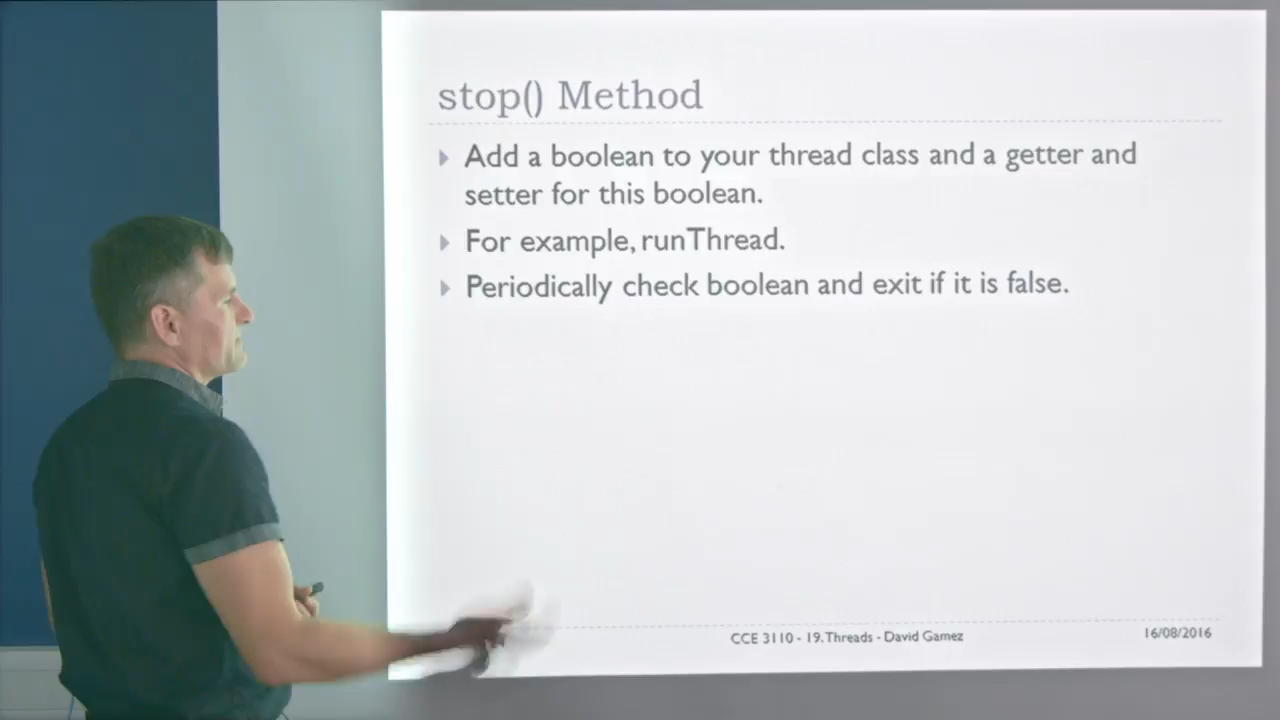 stop() Method
Add a boolean to your thread class and a getter and
setter for this boolean.
For example, runThread.
Periodically check boolean and exit if it is false.
CCE 3110 - 19.Threads - David Gamez
16/08/2016